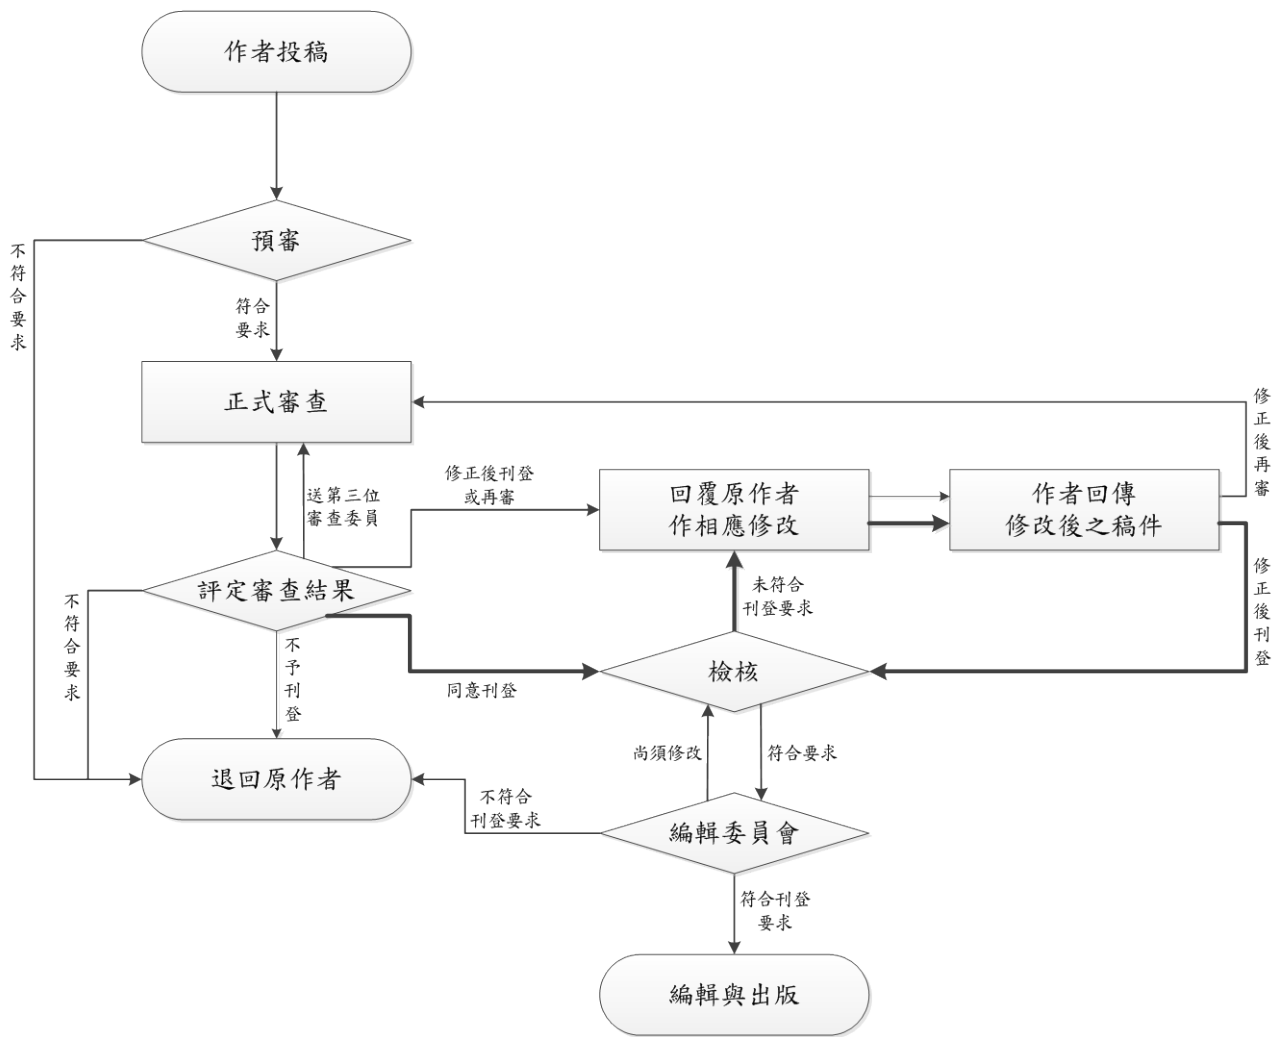 作者投稿
預審
不符合要求
符合
要求
正式審查
修正後再審
送第三位
審查委員
修正後刊登
或再審
回覆原作者
作相應修改
作者回傳
修改後之稿件
評定審查結果
不符合要求
不予刊登
未符合
刊登要求
修正後刊登
檢核
同意刊登
尚須修改
符合要求
退回原作者
不符合
刊登要求
編輯委員會
符合刊登
要求
編輯與出版